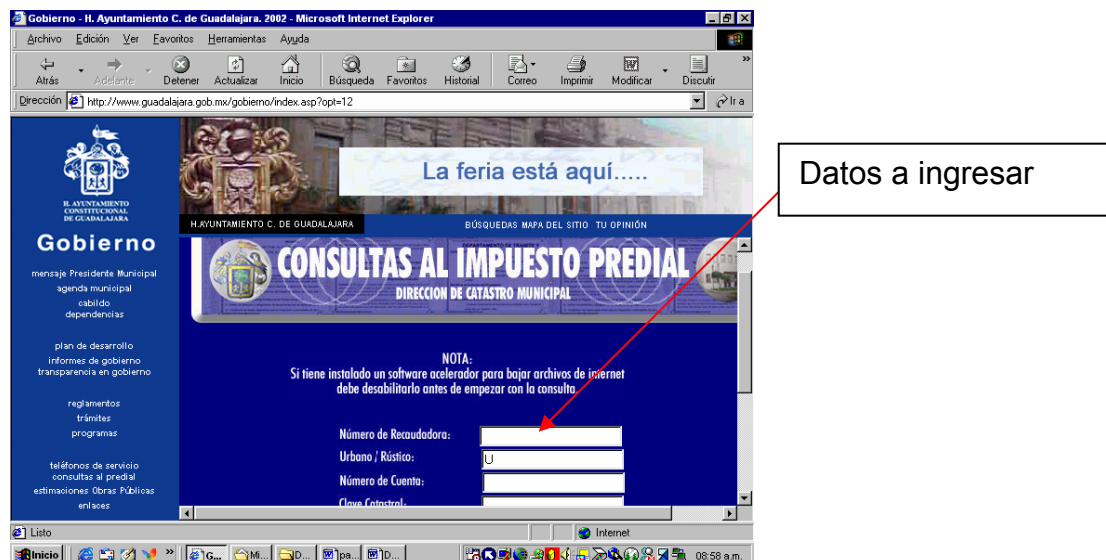 Gobierno - H. Ayuntamiento C. de Guadalajara. 2002 - Microsoft Internet Explorer
Archivo Edición Ver Favoritos Herramientas Ayuda
Atrás Adelante Detener Actualizar Inicio Búsqueda Favoritos Historial Correo Imprimir Modificar Discutir »
Dirección http://www.guadalajara.gob.mx/gobierno/index.asp?opt=12 Ir a
H. AYUNTAMIENTO
CONSTITUCIONAL
DE GUADALAJARA
La feria está aquí.....
Datos a ingresar
H.AYUNTAMIENTO C. DE GUADALAJARA BÚSQUEDAS MAPA DEL SITIO TU OPINIÓN
Gobierno
mensaje Presidente Municipal
agenda municipal
cabildo
dependencias
plan de desarrollo
informes de gobierno
transparencia en gobierno
reglamentos
trámites
programas
teléfonos de servicio
consultas al predial
estimaciones Obras Públicas
enlaces
CONSULTAS AL IMPUESTO PREDIAL
DIRECCION DE CATASTRO MUNICIPAL
NOTA:
Si tiene instalado un software acelerador para bajar archivos de internet
debe desabilitarlo antes de empezar con la consulta.
Número de Recaudadora:
Urbano / Rústico: U
Número de Cuenta:
Clave Catastral:
Listo Internet
Inicio » G... Mi... D... pa... D... 08:58 a.m.